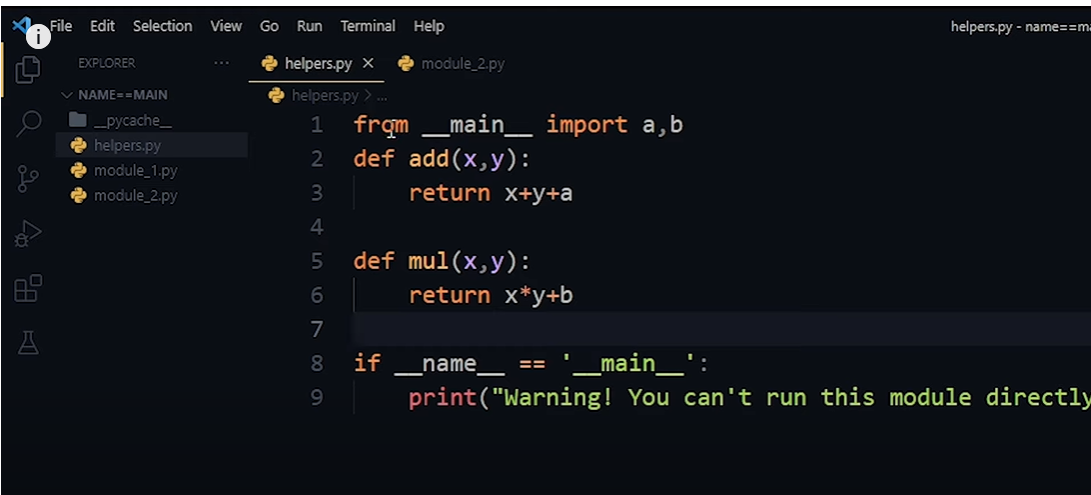 File Edit Selection View Go Run Terminal Help
helpers.py - name==ma
EXPLORER ...
NAME==MAIN
__pycache__
helpers.py
module_1.py
module_2.py
helpers.py × module_2.py
helpers.py > ...
1 from __main__ import a,b
2 def add(x,y):
3 return x+y+a
4
5 def mul(x,y):
6 return x*y+b
7
8 if __name__ == '__main__':
9 print("Warning! You can't run this module directly